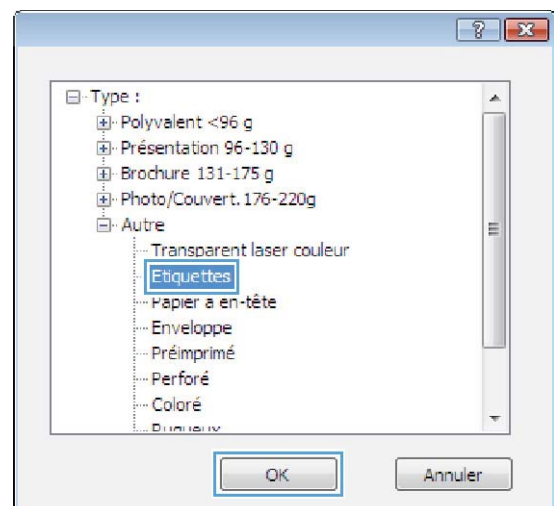 Type :
Polyvalent <96 g
Présentation 96-130 g
Brochure 131-175 g
Photo/Couvert. 176-220g
Autre
Transparent laser couleur
Etiquettes
Papier à en-tête
Enveloppe
Préimprimé
Perforé
Coloré
Rugueux
OK Annuler